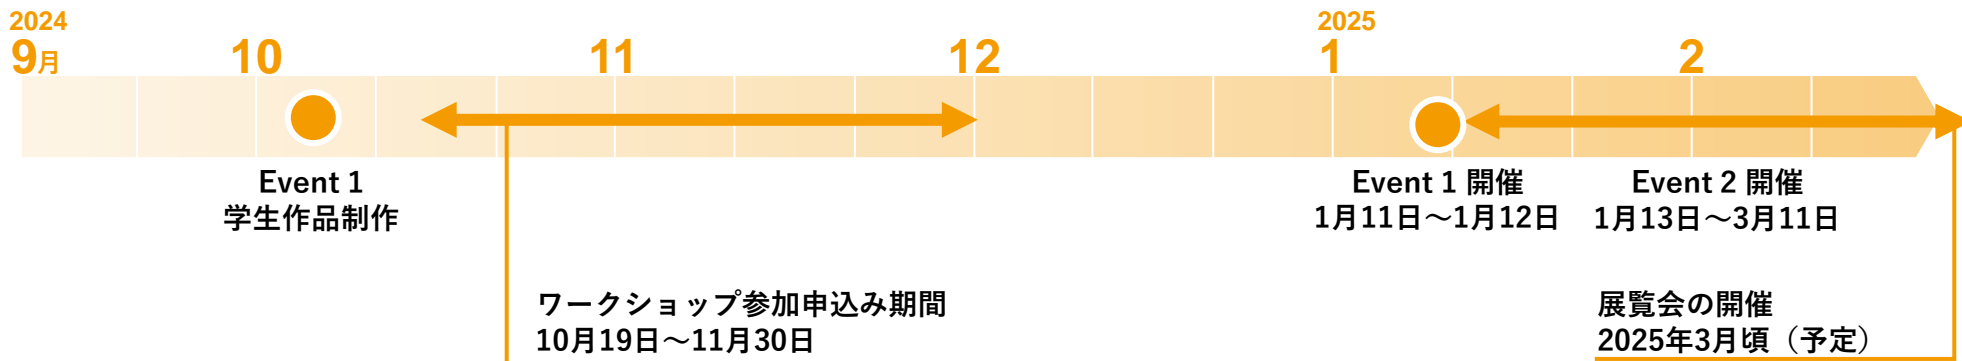 2024
9月
10
11
12
2025
1
2
Event 1
学生作品制作
Event 1 開催
1月11日～1月12日
Event 2 開催
1月13日～3月11日
ワークショップ参加申込み期間
10月19日～11月30日
展覧会の開催
2025年3月頃（予定）